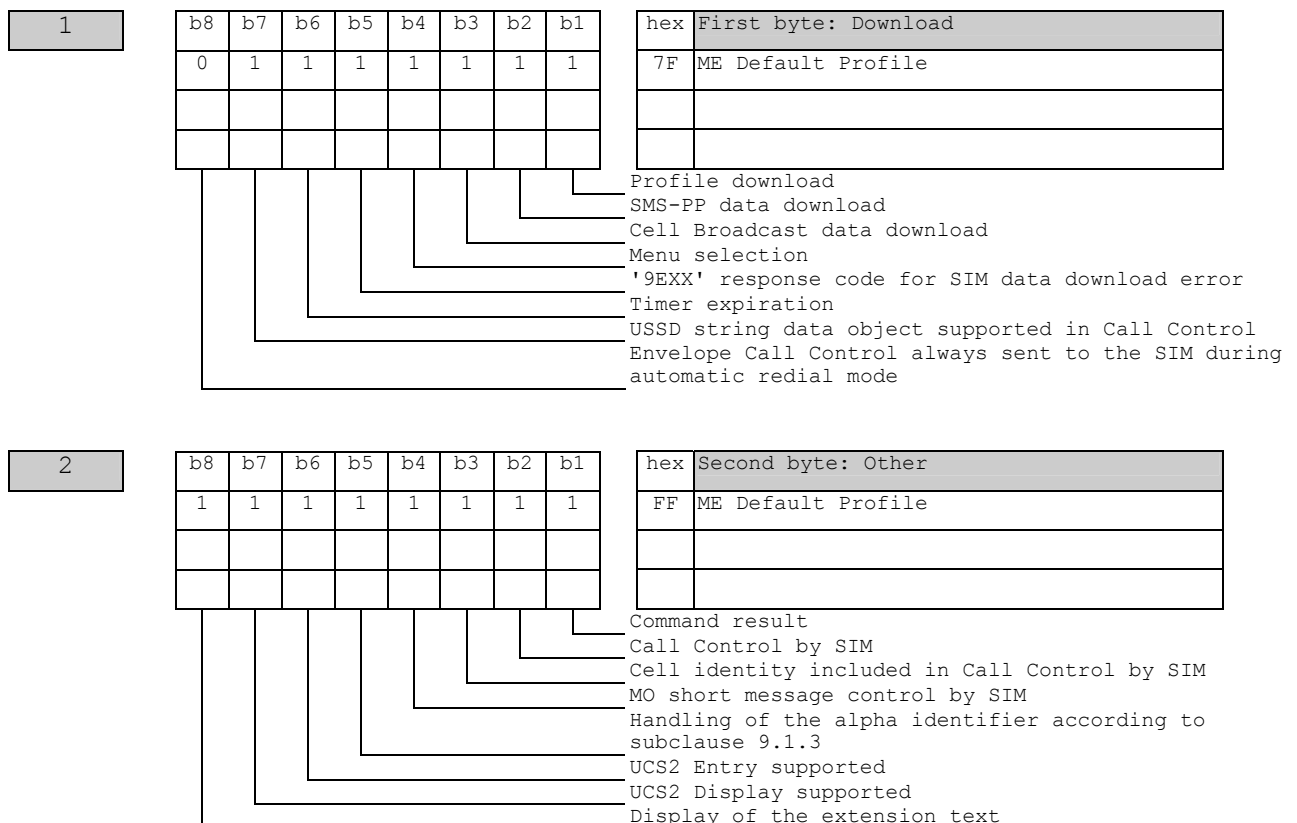 1
b8 b7 b6 b5 b4 b3 b2 b1 hex First byte: Download
0 1 1 1 1 1 1 1 7F ME Default Profile
Profile download
SMS-PP data download
Cell Broadcast data download
Menu selection
'9EXX' response code for SIM data download error
Timer expiration
USSD string data object supported in Call Control
Envelope Call Control always sent to the SIM during
automatic redial mode
2
b8 b7 b6 b5 b4 b3 b2 b1 hex Second byte: Other
1 1 1 1 1 1 1 1 FF ME Default Profile
Command result
Call Control by SIM
Cell identity included in Call Control by SIM
MO short message control by SIM
Handling of the alpha identifier according to
subclause 9.1.3
UCS2 Entry supported
UCS2 Display supported
Display of the extension text